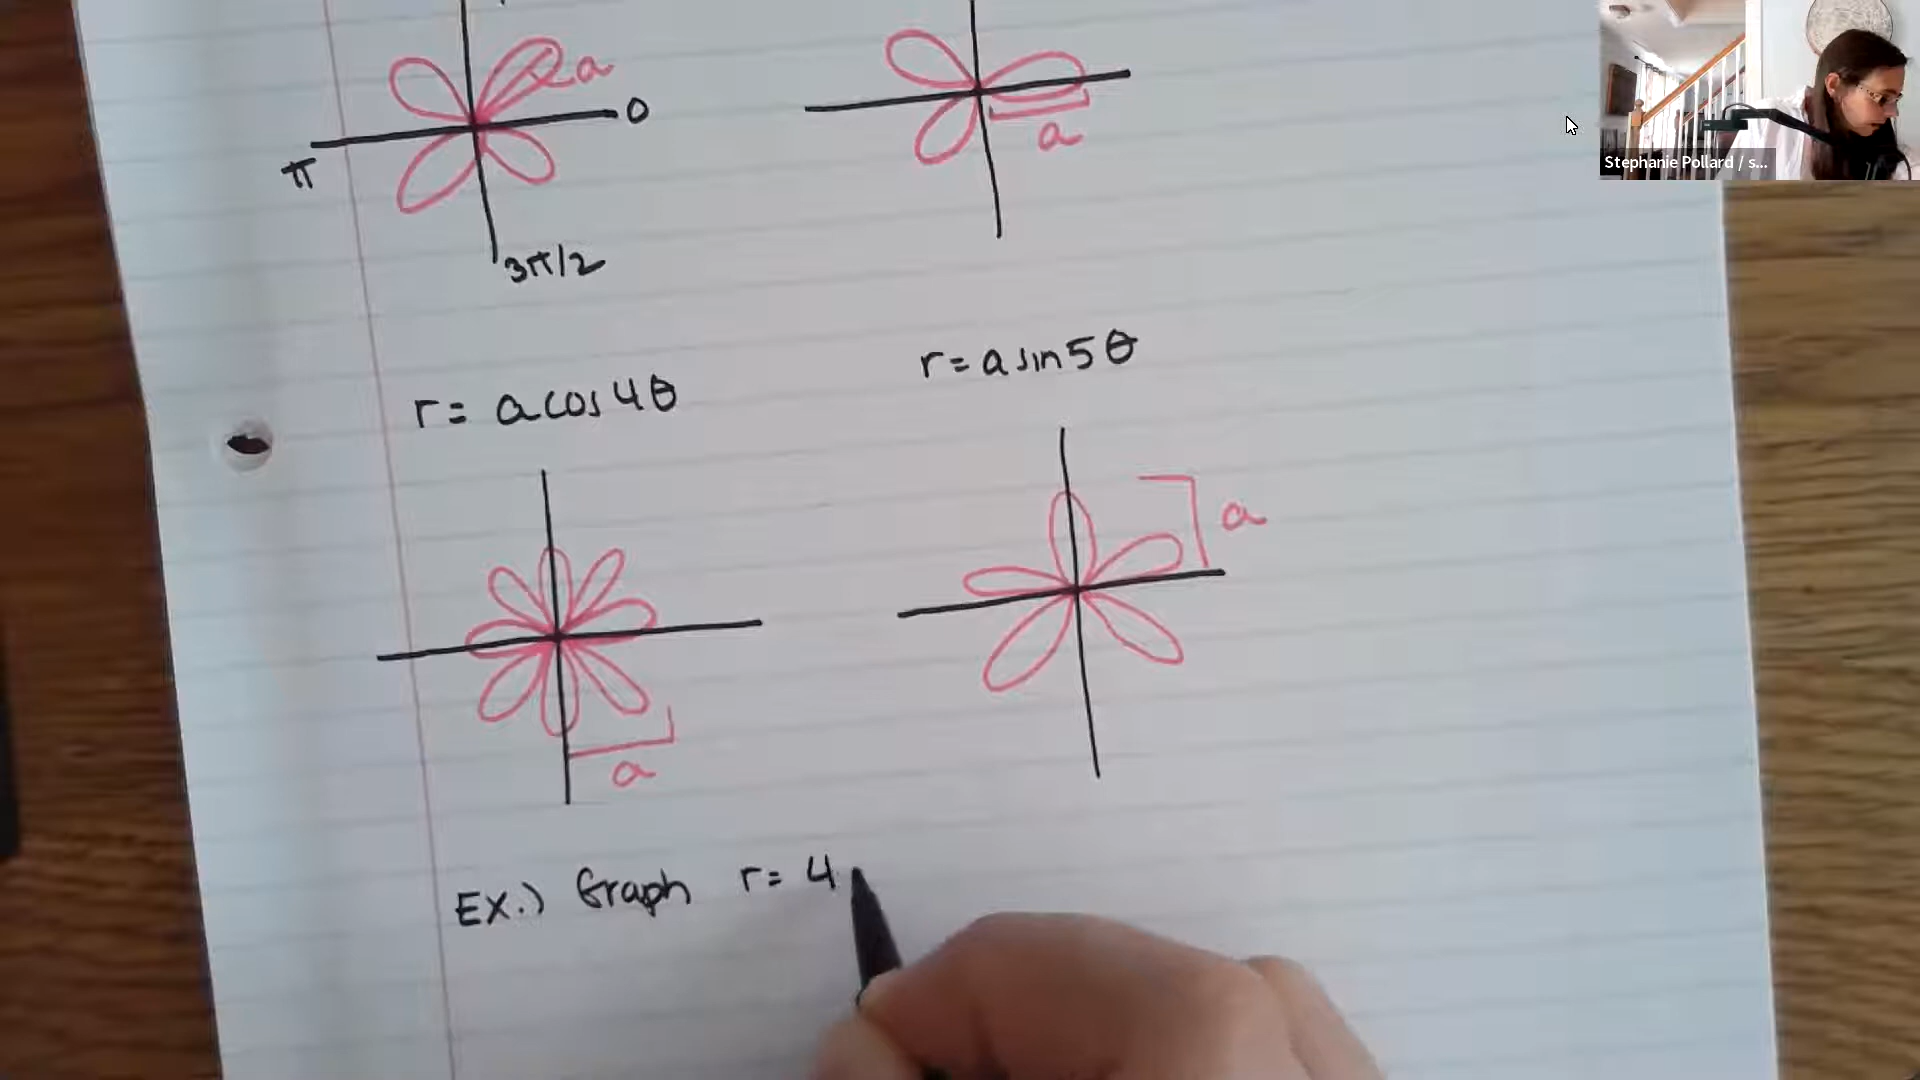 a
0
π
3π/2
a
r= a cos 4θ
r= a sin 5θ
a
a
EX.) Graph r= 4
Stephanie Pollard / s...